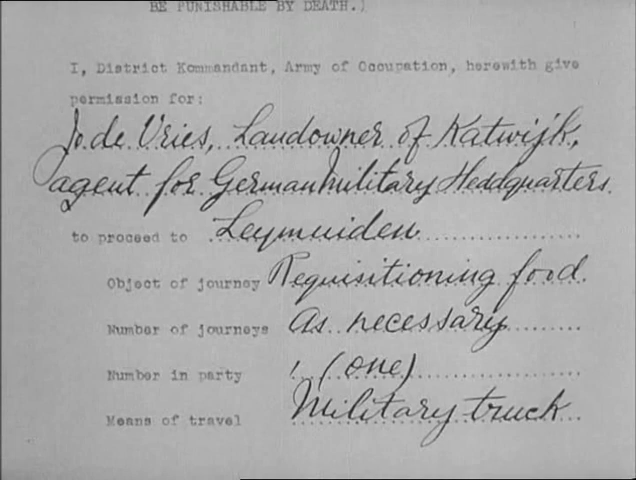 BE PUNISHABLE BY DEATH.)
I, District Kommandant, Army of Occupation, herewith give
permission for:
Jo de Vries, Landowner of Katwijk,
agent for German Military Headquarters
to proceed to Leymuiden
Object of journey Requisitioning food.
Number of journeys As necessary
Number in party 1 (one)
Means of travel Military truck